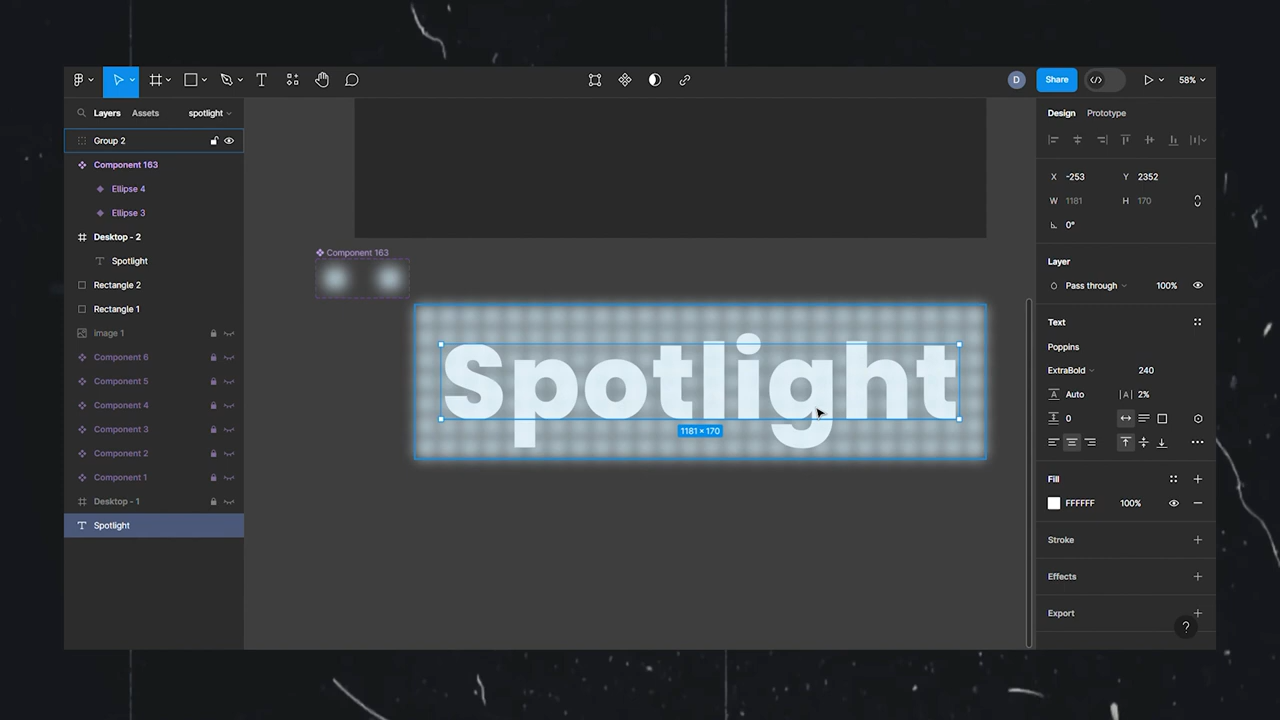 D
Share
58%
Layers
Assets
spotlight
Design
Prototype
Group 2
Component 163
Ellipse 4
Ellipse 3
Desktop - 2
Spotlight
Rectangle 2
Rectangle 1
Image 1
Component 6
Component 5
Component 4
Component 3
Component 2
Component 1
Desktop - 1
Spotlight
Component 163
Spotlight
1181 × 170
X -253
Y 2352
W 1181
H 170
0°
Layer
Pass through
100%
Text
Poppins
ExtraBold
240
Auto
2%
0
Fill
FFFFFF
100%
Stroke
Effects
Export
?